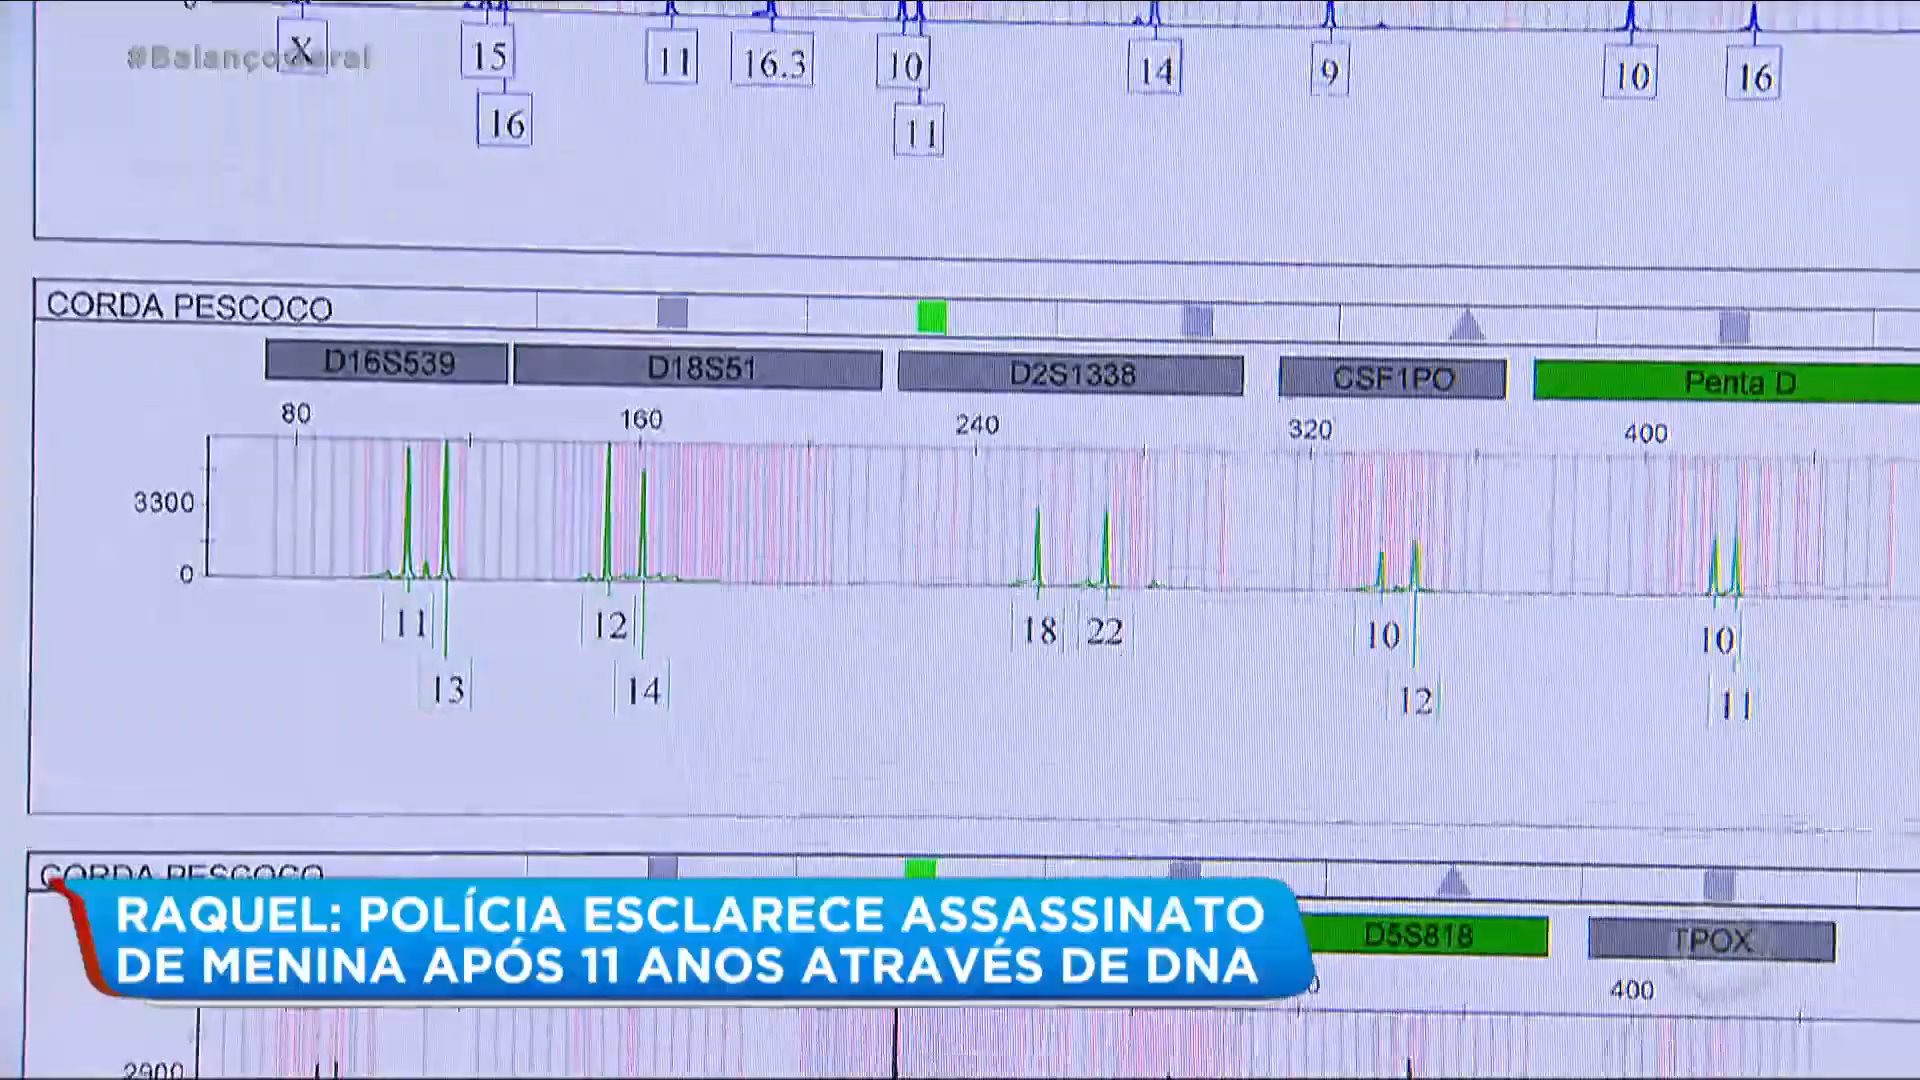 #BalançoGeral
X 15 11 16.3 10 14 9 10 16
16 11
CORDA PESCOCO
D16S539 D18S51 D2S1338 CSF1PO Penta D
80 160 240 320 400
3300
0
11 12 18 22 10 10
13 14 12 11
CORDA PESCOCO
RAQUEL: POLÍCIA ESCLARECE ASSASSINATO
DE MENINA APÓS 11 ANOS ATRAVÉS DE DNA
D5S818 TPOX
400
2900